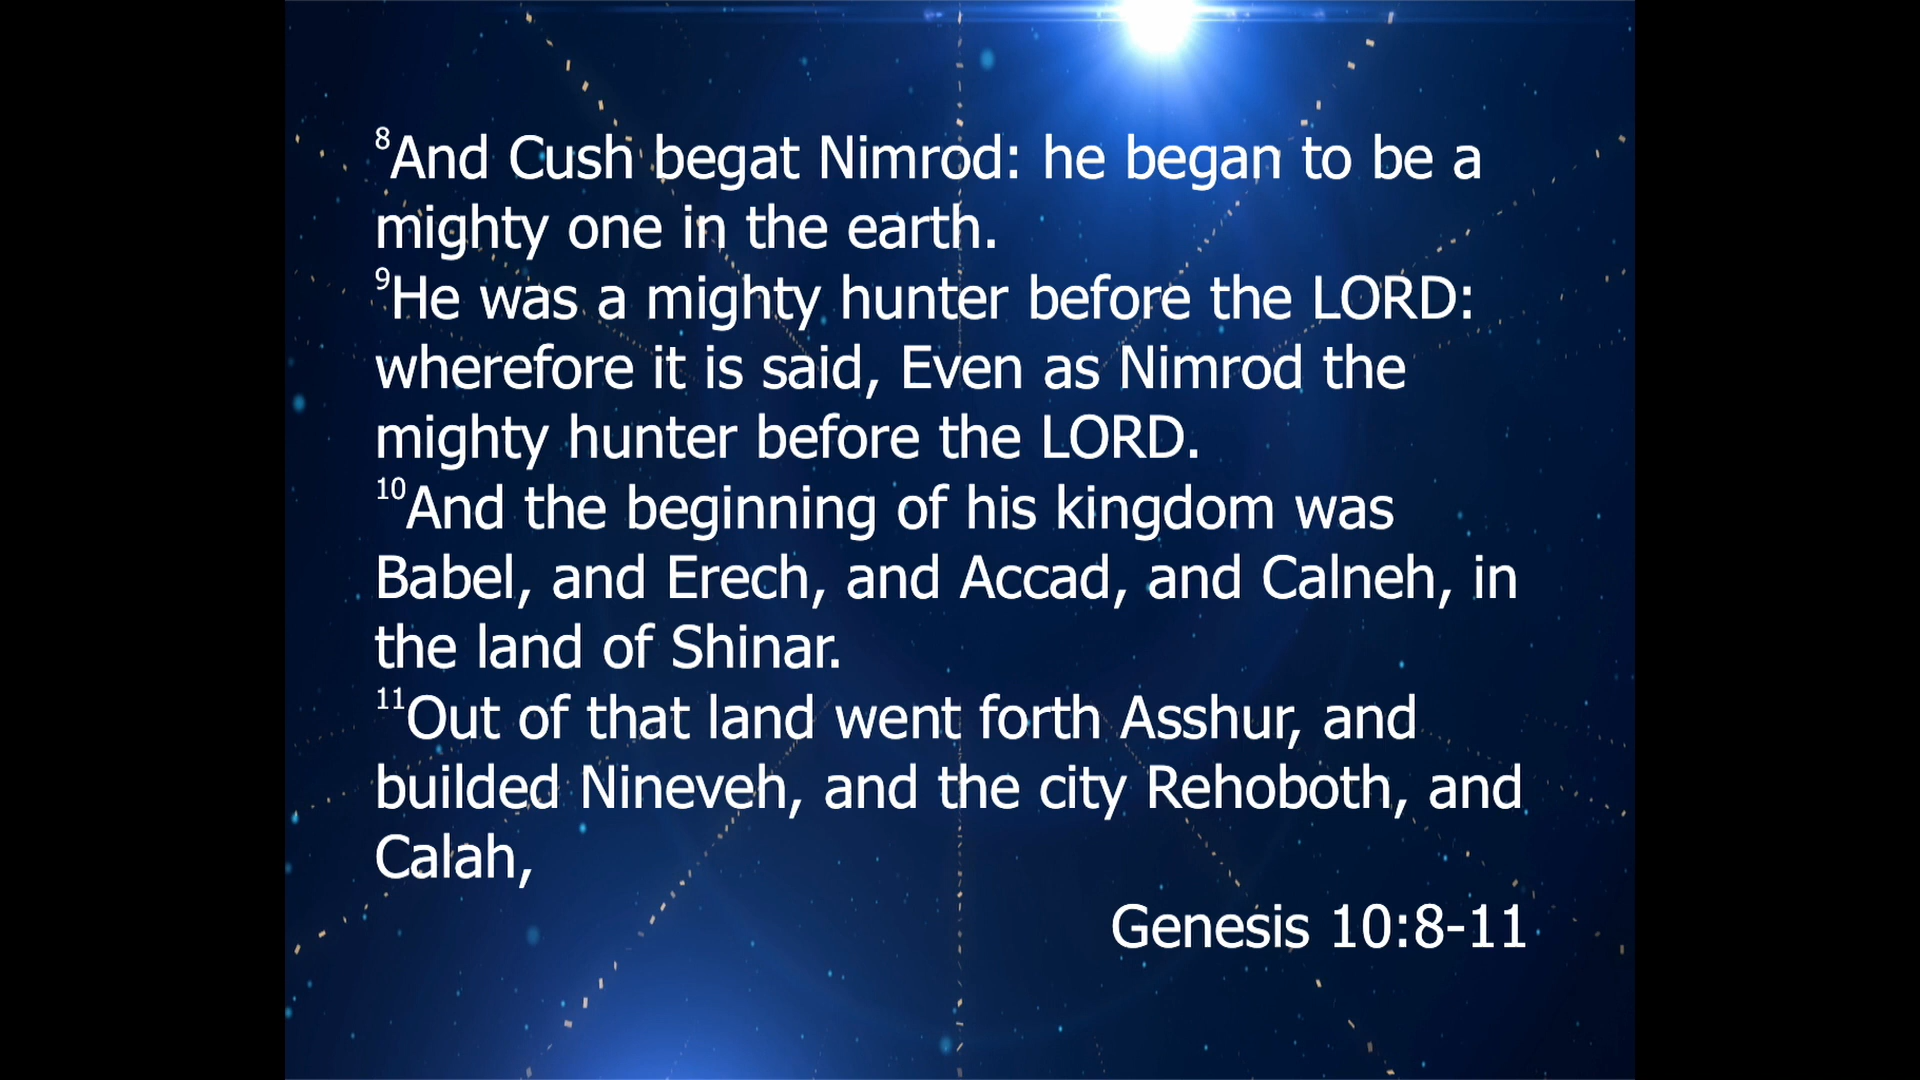 ⁸And Cush begat Nimrod: he began to be a
mighty one in the earth.
⁹He was a mighty hunter before the LORD:
wherefore it is said, Even as Nimrod the
mighty hunter before the LORD.
¹⁰And the beginning of his kingdom was
Babel, and Erech, and Accad, and Calneh, in
the land of Shinar.
¹¹Out of that land went forth Asshur, and
builded Nineveh, and the city Rehoboth, and
Calah,
Genesis 10:8-11